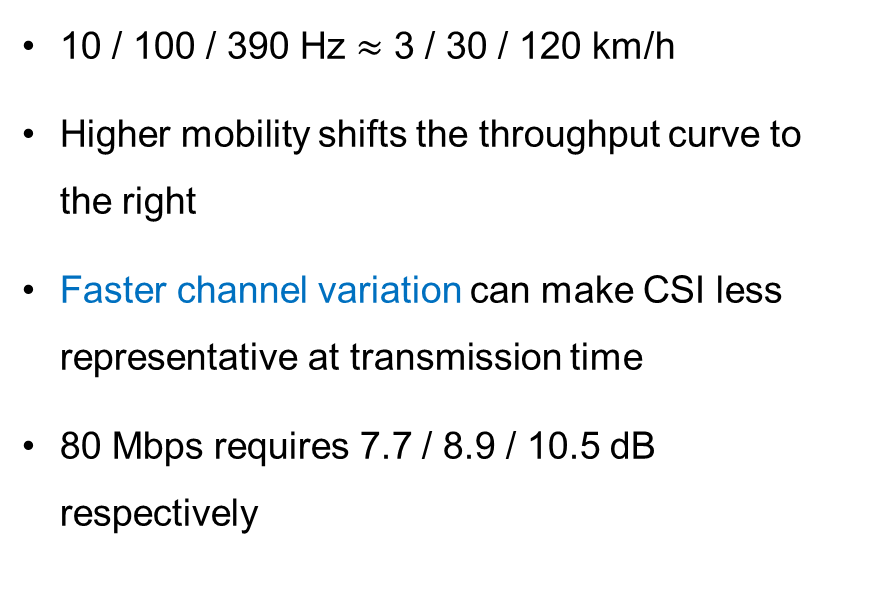 • 10 / 100 / 390 Hz ≈ 3 / 30 / 120 km/h
• Higher mobility shifts the throughput curve to
the right
• Faster channel variation can make CSI less
representative at transmission time
• 80 Mbps requires 7.7 / 8.9 / 10.5 dB
respectively